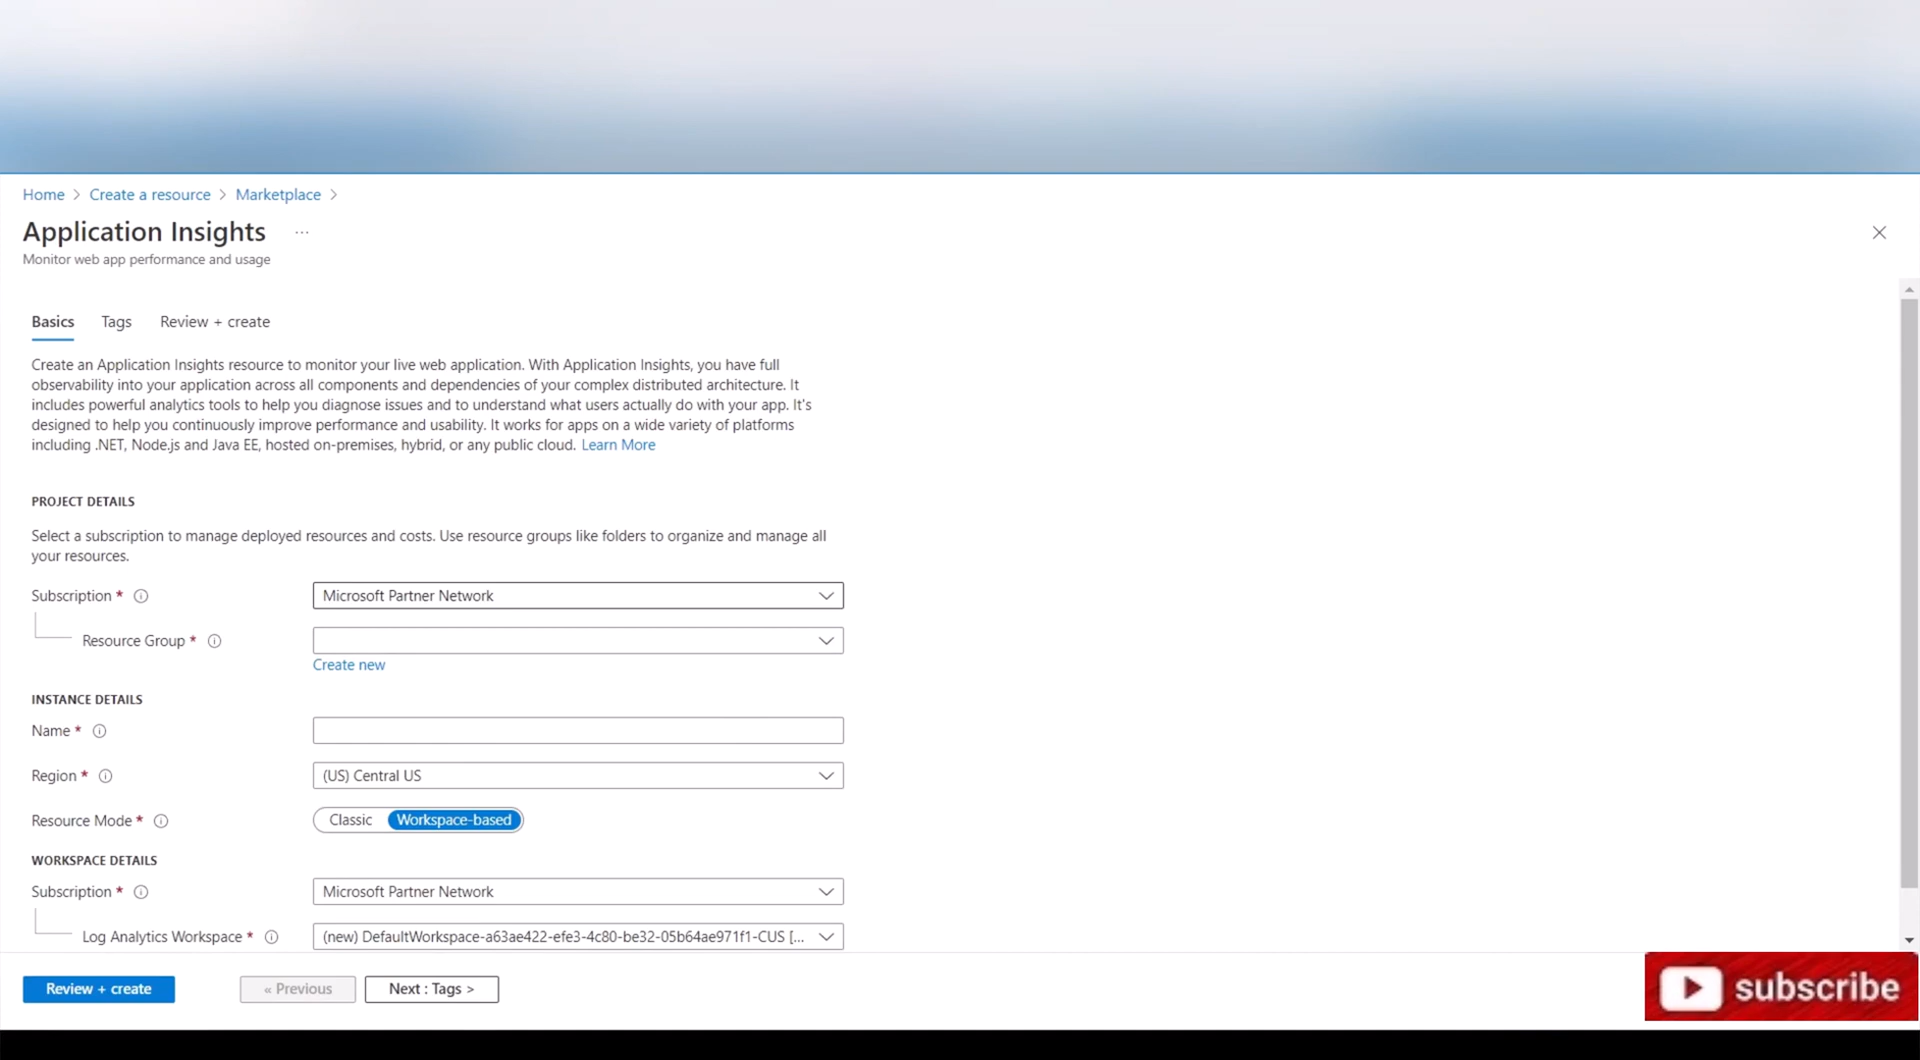 Home > Create a resource > Marketplace >
Application Insights ...
Monitor web app performance and usage
Basics Tags Review + create
Create an Application Insights resource to monitor your live web application. With Application Insights, you have full
observability into your application across all components and dependencies of your complex distributed architecture. It
includes powerful analytics tools to help you diagnose issues and to understand what users actually do with your app. It's
designed to help you continuously improve performance and usability. It works for apps on a wide variety of platforms
including .NET, Node.js and Java EE, hosted on-premises, hybrid, or any public cloud. Learn More
PROJECT DETAILS
Select a subscription to manage deployed resources and costs. Use resource groups like folders to organize and manage all
your resources.
Subscription * Microsoft Partner Network
Resource Group *
Create new
INSTANCE DETAILS
Name *
Region * (US) Central US
Resource Mode * Classic Workspace-based
WORKSPACE DETAILS
Subscription * Microsoft Partner Network
Log Analytics Workspace * (new) DefaultWorkspace-a63ae422-efe3-4c80-be32-05b64ae971f1-CUS [...
Review + create « Previous Next : Tags >
subscribe